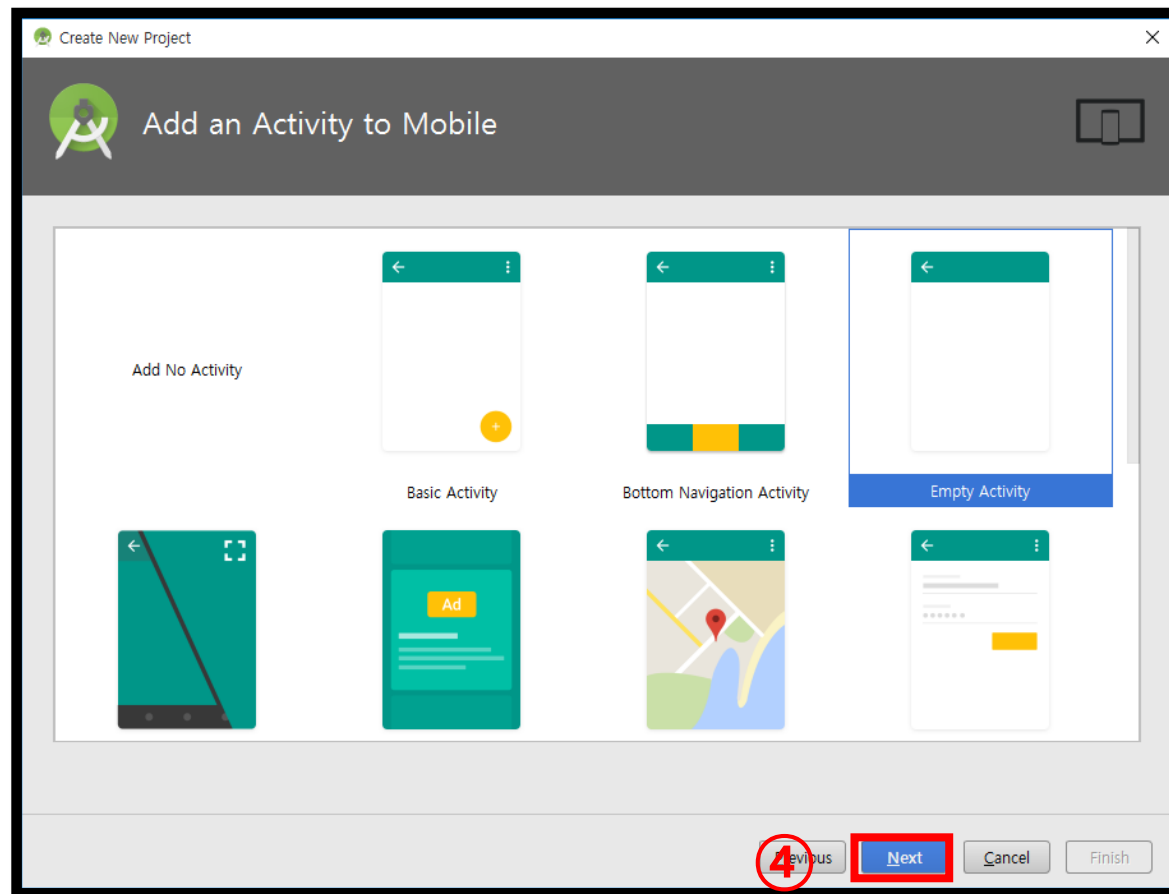 Create New Project
Add an Activity to Mobile
Add No Activity
Basic Activity
Bottom Navigation Activity
Empty Activity
Ad
④
Next
Cancel
Finish